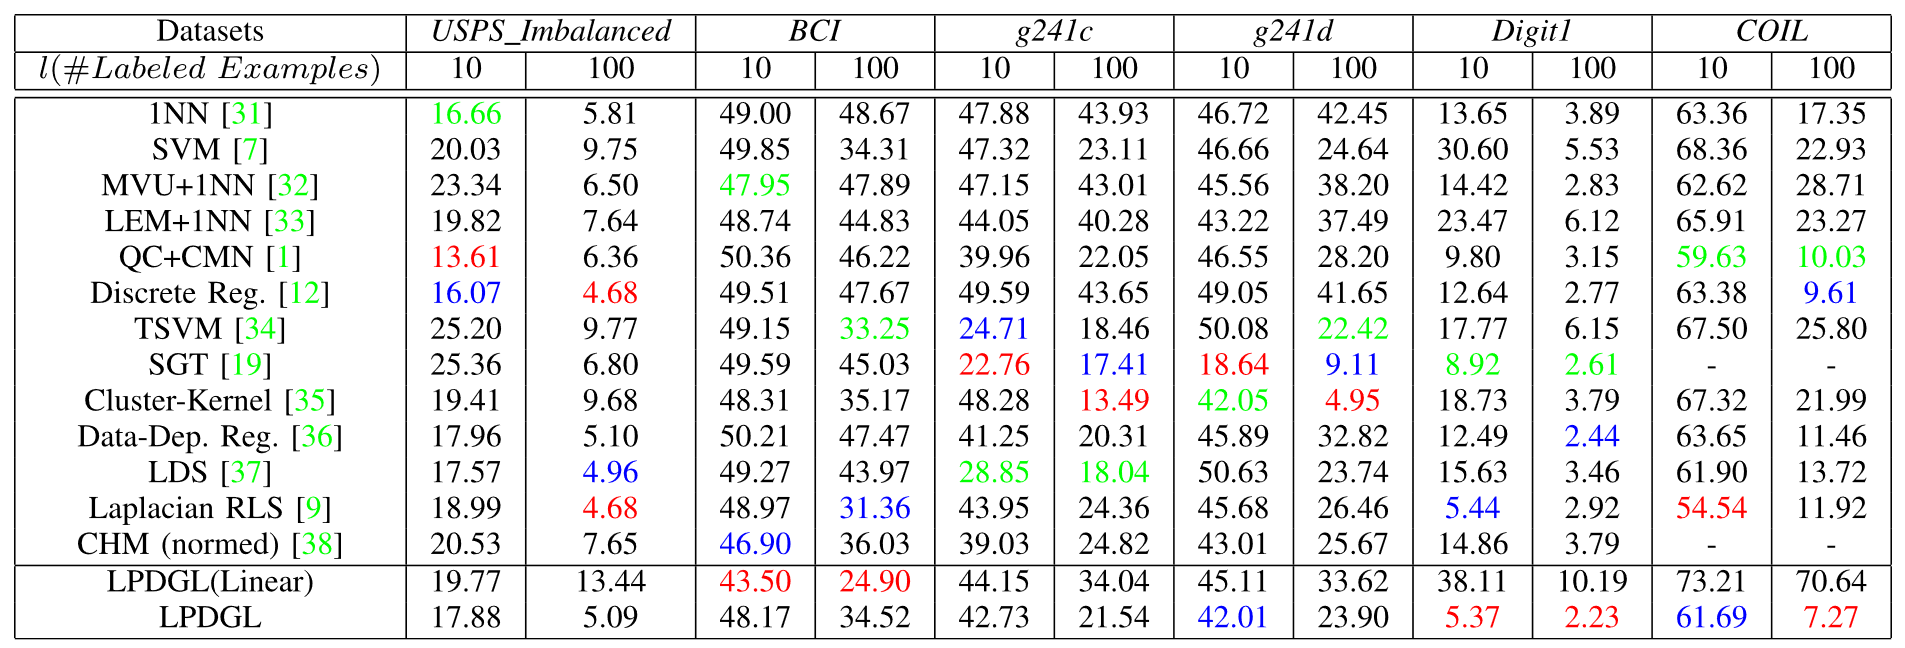 Datasets USPS_Imbalanced BCI g241c g241d Digit1 COIL
l(#Labeled Examples) 10 100 10 100 10 100 10 100 10 100 10 100
1NN [31] 16.66 5.81 49.00 48.67 47.88 43.93 46.72 42.45 13.65 3.89 63.36 17.35
SVM [7] 20.03 9.75 49.85 34.31 47.32 23.11 46.66 24.64 30.60 5.53 68.36 22.93
MVU+1NN [32] 23.34 6.50 47.95 47.89 47.15 43.01 45.56 38.20 14.42 2.83 62.62 28.71
LEM+1NN [33] 19.82 7.64 48.74 44.83 44.05 40.28 43.22 37.49 23.47 6.12 65.91 23.27
QC+CMN [1] 13.61 6.36 50.36 46.22 39.96 22.05 46.55 28.20 9.80 3.15 59.63 10.03
Discrete Reg. [12] 16.07 4.68 49.51 47.67 49.59 43.65 49.05 41.65 12.64 2.77 63.38 9.61
TSVM [34] 25.20 9.77 49.15 33.25 24.71 18.46 50.08 22.42 17.77 6.15 67.50 25.80
SGT [19] 25.36 6.80 49.59 45.03 22.76 17.41 18.64 9.11 8.92 2.61 - -
Cluster-Kernel [35] 19.41 9.68 48.31 35.17 48.28 13.49 42.05 4.95 18.73 3.79 67.32 21.99
Data-Dep. Reg. [36] 17.96 5.10 50.21 47.47 41.25 20.31 45.89 32.82 12.49 2.44 63.65 11.46
LDS [37] 17.57 4.96 49.27 43.97 28.85 18.04 50.63 23.74 15.63 3.46 61.90 13.72
Laplacian RLS [9] 18.99 4.68 48.97 31.36 43.95 24.36 45.68 26.46 5.44 2.92 54.54 11.92
CHM (normed) [38] 20.53 7.65 46.90 36.03 39.03 24.82 43.01 25.67 14.86 3.79 - -
LPDGL(Linear) 19.77 13.44 43.50 24.90 44.15 34.04 45.11 33.62 38.11 10.19 73.21 70.64
LPDGL 17.88 5.09 48.17 34.52 42.73 21.54 42.01 23.90 5.37 2.23 61.69 7.27